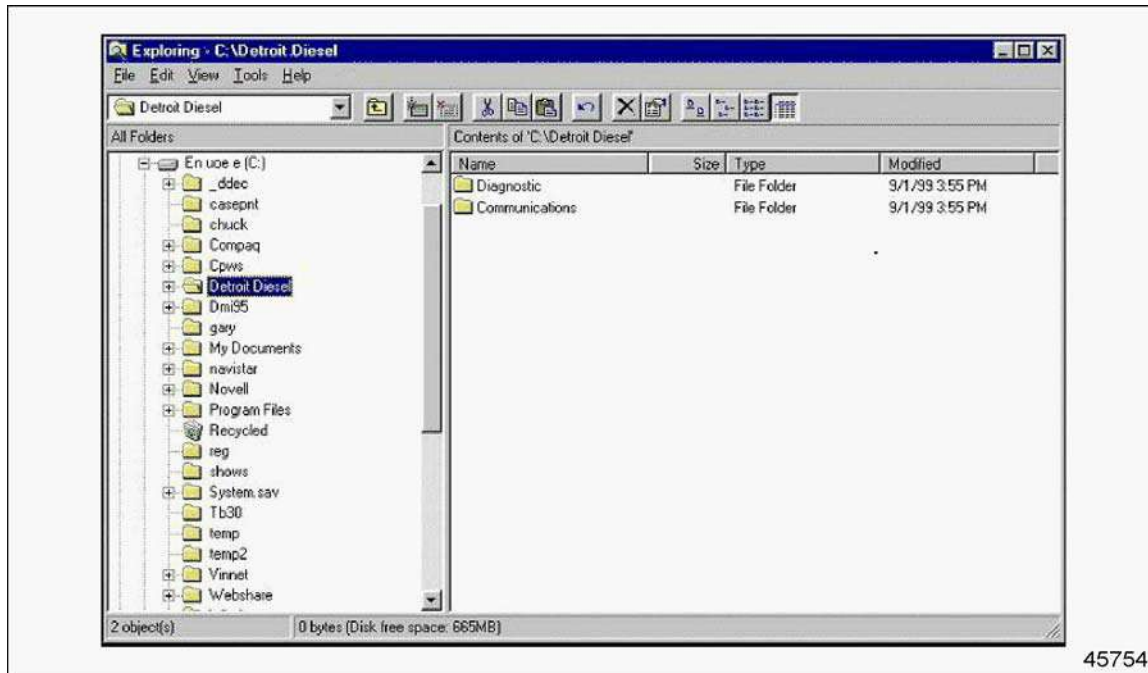 Exploring - C:\Detroit Diesel
File Edit View Tools Help
Detroit Diesel
All Folders
Contents of 'C:\Detroit Diesel'
En uoe e (C:)
_ddec
casepnt
chuck
Compaq
Cpws
Detroit Diesel
Dmi95
gary
My Documents
navistar
Novell
Program Files
Recycled
reg
shows
System.sav
Tb30
temp
temp2
Vinnet
Webshare
Name Size Type Modified
Diagnostic File Folder 9/1/99 3:55 PM
Communications File Folder 9/1/99 3:55 PM
2 object(s) 0 bytes (Disk free space: 665MB)
45754